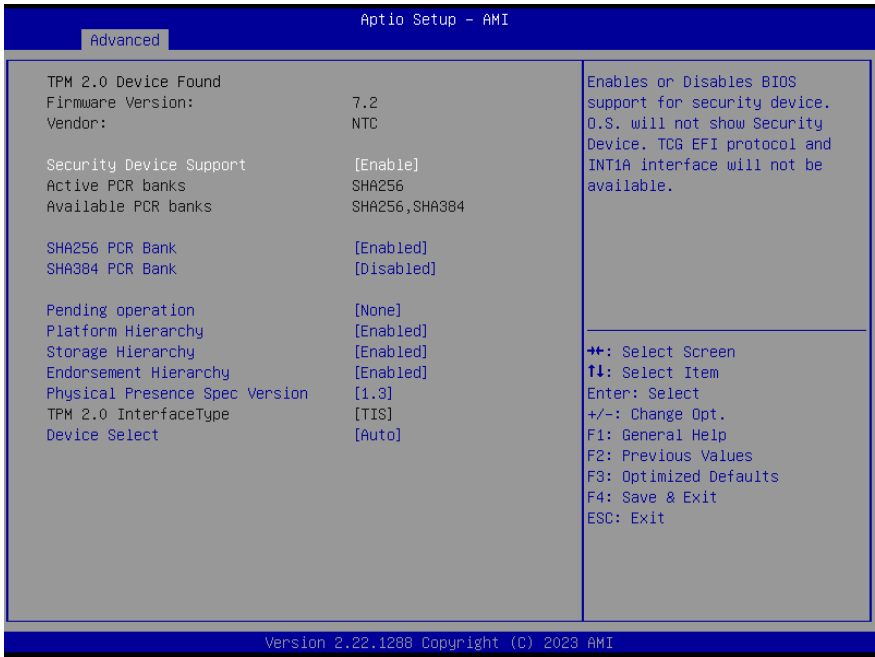 Aptio Setup - AMI
Advanced
TPM 2.0 Device Found
Firmware Version: 7.2
Vendor: NTC
Security Device Support [Enable]
Active PCR banks SHA256
Available PCR banks SHA256,SHA384
SHA256 PCR Bank [Enabled]
SHA384 PCR Bank [Disabled]
Pending operation [None]
Platform Hierarchy [Enabled]
Storage Hierarchy [Enabled]
Endorsement Hierarchy [Enabled]
Physical Presence Spec Version [1.3]
TPM 2.0 InterfaceType [TIS]
Device Select [Auto]
Enables or Disables BIOS
support for security device.
O.S. will not show Security
Device. TCG EFI protocol and
INT1A interface will not be
available.
→←: Select Screen
↑↓: Select Item
Enter: Select
+/-: Change Opt.
F1: General Help
F2: Previous Values
F3: Optimized Defaults
F4: Save & Exit
ESC: Exit
Version 2.22.1288 Copyright (C) 2023 AMI